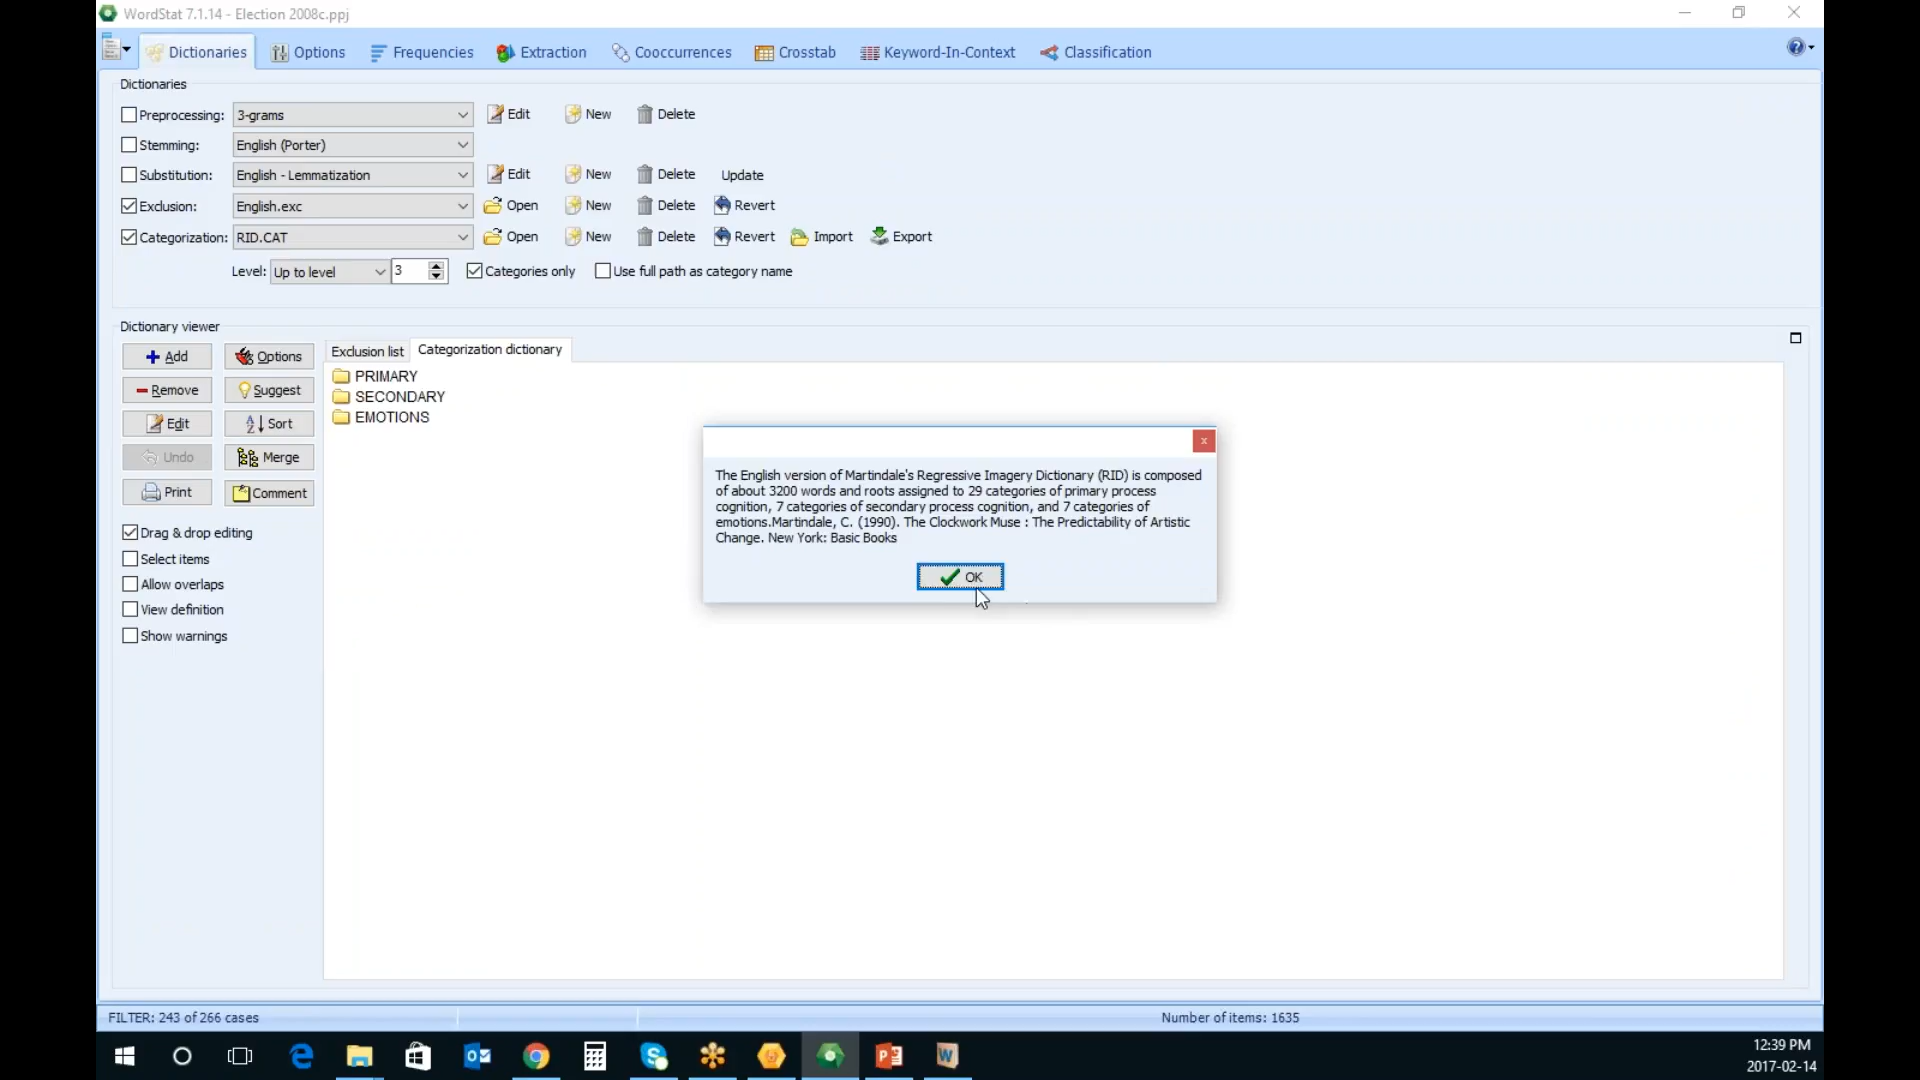 WordStat 7.1.14 - Election 2008c.ppj
Dictionaries Options Frequencies Extraction Cooccurrences Crosstab Keyword-In-Context Classification
Dictionaries
Preprocessing: 3-grams Edit New Delete
Stemming: English (Porter)
Substitution: English - Lemmatization Edit New Delete Update
Exclusion: English.exc Open New Delete Revert
Categorization: RID.CAT Open New Delete Revert Import Export
Level: Up to level 3 Categories only Use full path as category name
Dictionary viewer
Add Options
Remove Suggest
Edit Sort
Undo Merge
Print Comment
Drag & drop editing
Select items
Allow overlaps
View definition
Show warnings
Exclusion list Categorization dictionary
PRIMARY
SECONDARY
EMOTIONS
The English version of Martindale's Regressive Imagery Dictionary (RID) is composed
of about 3200 words and roots assigned to 29 categories of primary process
cognition, 7 categories of secondary process cognition, and 7 categories of
emotions.Martindale, C. (1990). The Clockwork Muse : The Predictability of Artistic
Change. New York: Basic Books
OK
FILTER: 243 of 266 cases Number of items: 1635
12:39 PM
2017-02-14